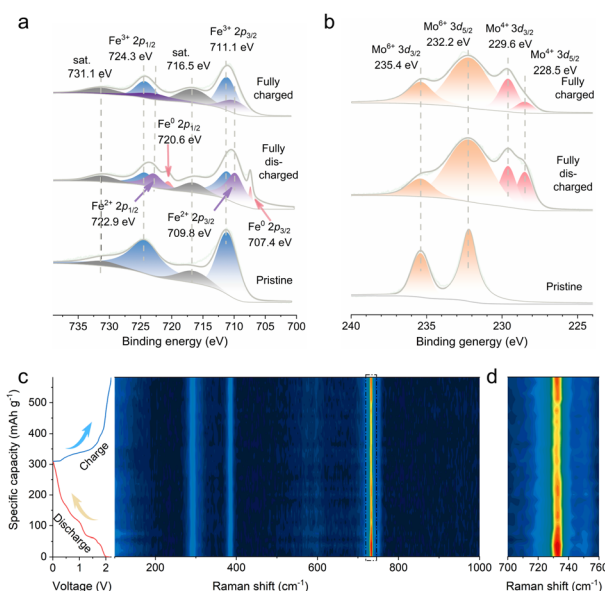 a
Fe³⁺ 2p₁/₂
724.3 eV
Fe³⁺ 2p₃/₂
711.1 eV
sat.
731.1 eV
sat.
716.5 eV
Fully
charged
Fe⁰ 2p₁/₂
720.6 eV
Fully
dis-
charged
Fe²⁺ 2p₁/₂
722.9 eV
Fe²⁺ 2p₃/₂
709.8 eV
Fe⁰ 2p₃/₂
707.4 eV
Pristine
735 730 725 720 715 710 705 700
Binding energy (eV)
b
Mo⁶⁺ 3d₃/₂
235.4 eV
Mo⁶⁺ 3d₅/₂
232.2 eV
Mo⁴⁺ 3d₃/₂
229.6 eV
Mo⁴⁺ 3d₅/₂
228.5 eV
Fully
charged
Fully
dis-
charged
Pristine
240 235 230 225
Binding genergy (eV)
c
Specific capacity (mAh g⁻¹)
500
400
300
200
100
0
Charge
Discharge
0 1 2
Voltage (V)
200 400 600 800 1000
Raman shift (cm⁻¹)
d
700 720 740 760
Raman shift (cm⁻¹)